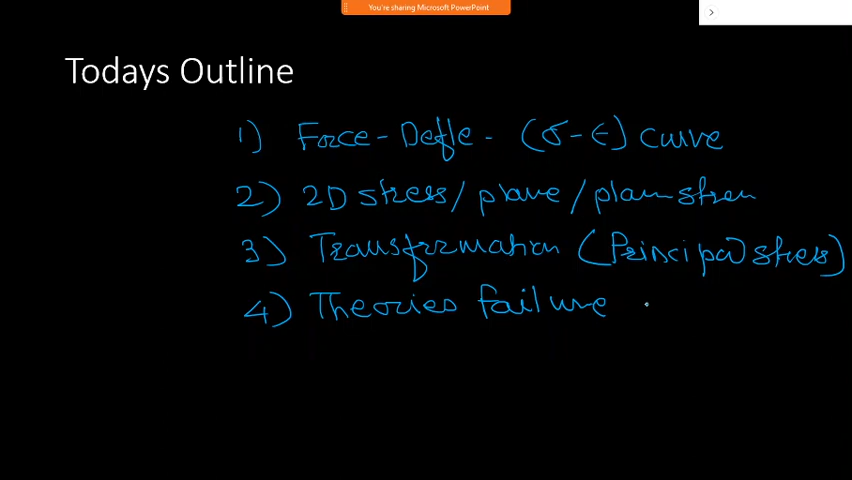 You're sharing Microsoft PowerPoint
Todays Outline
1) Force - Defle - (σ-ϵ) curve
2) 2D stress / plane / plain stren
3) Transformation (Principal stress)
4) Theories failure